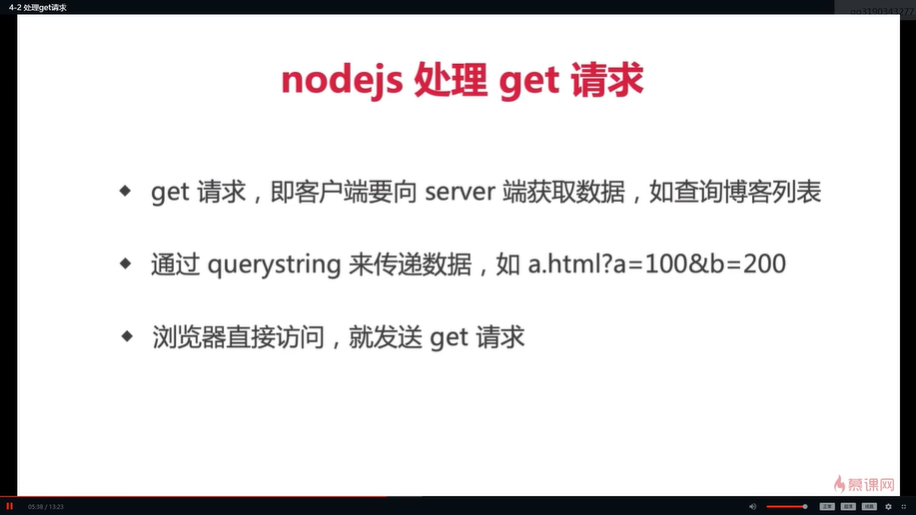 4-2 处理get请求
qq3190343277
nodejs 处理 get 请求
get 请求，即客户端要向 server 端获取数据，如查询博客列表
通过 querystring 来传递数据，如 a.html?a=100&b=200
浏览器直接访问，就发送 get 请求
慕课网
05:38 / 13:23